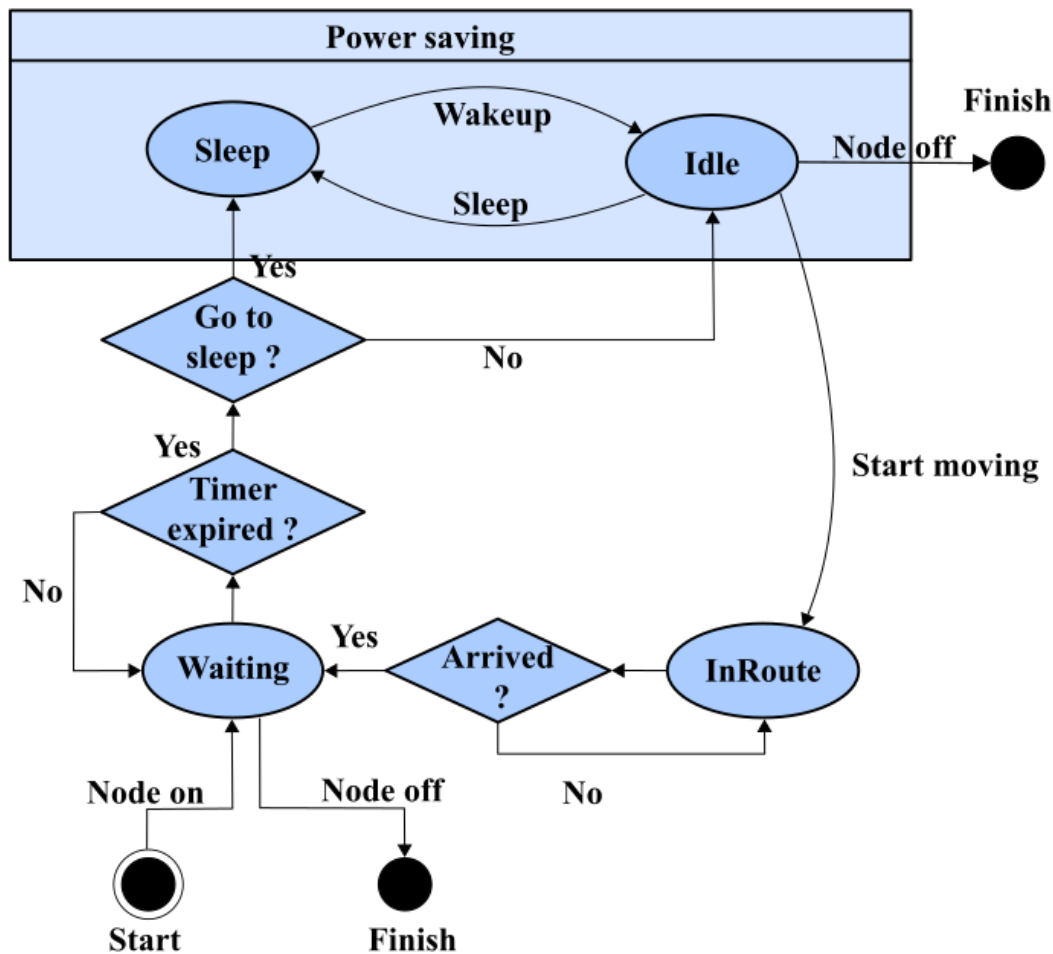 Power saving
Finish
Wakeup
Sleep
Idle
Node off
Sleep
Yes
Go to
sleep ?
No
Yes
Start moving
Timer
expired ?
No
Yes
Arrived
?
Waiting
InRoute
Node on
Node off
No
Start
Finish